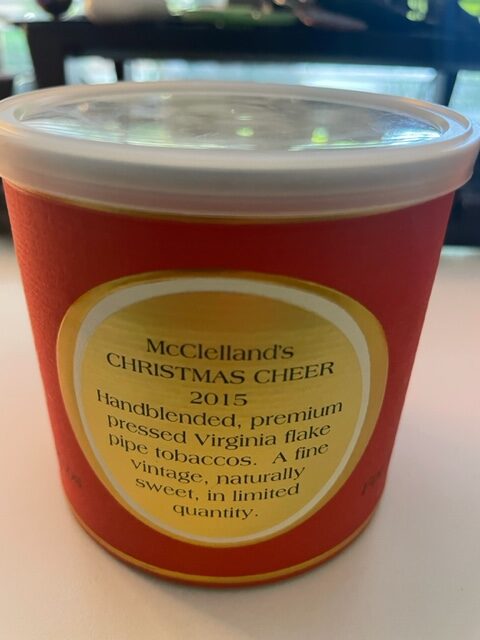 McClelland's
CHRISTMAS CHEER
2015
Handblended, premium
pressed Virginia flake
pipe tobaccos. A fine
vintage, naturally
sweet, in limited
quantity.